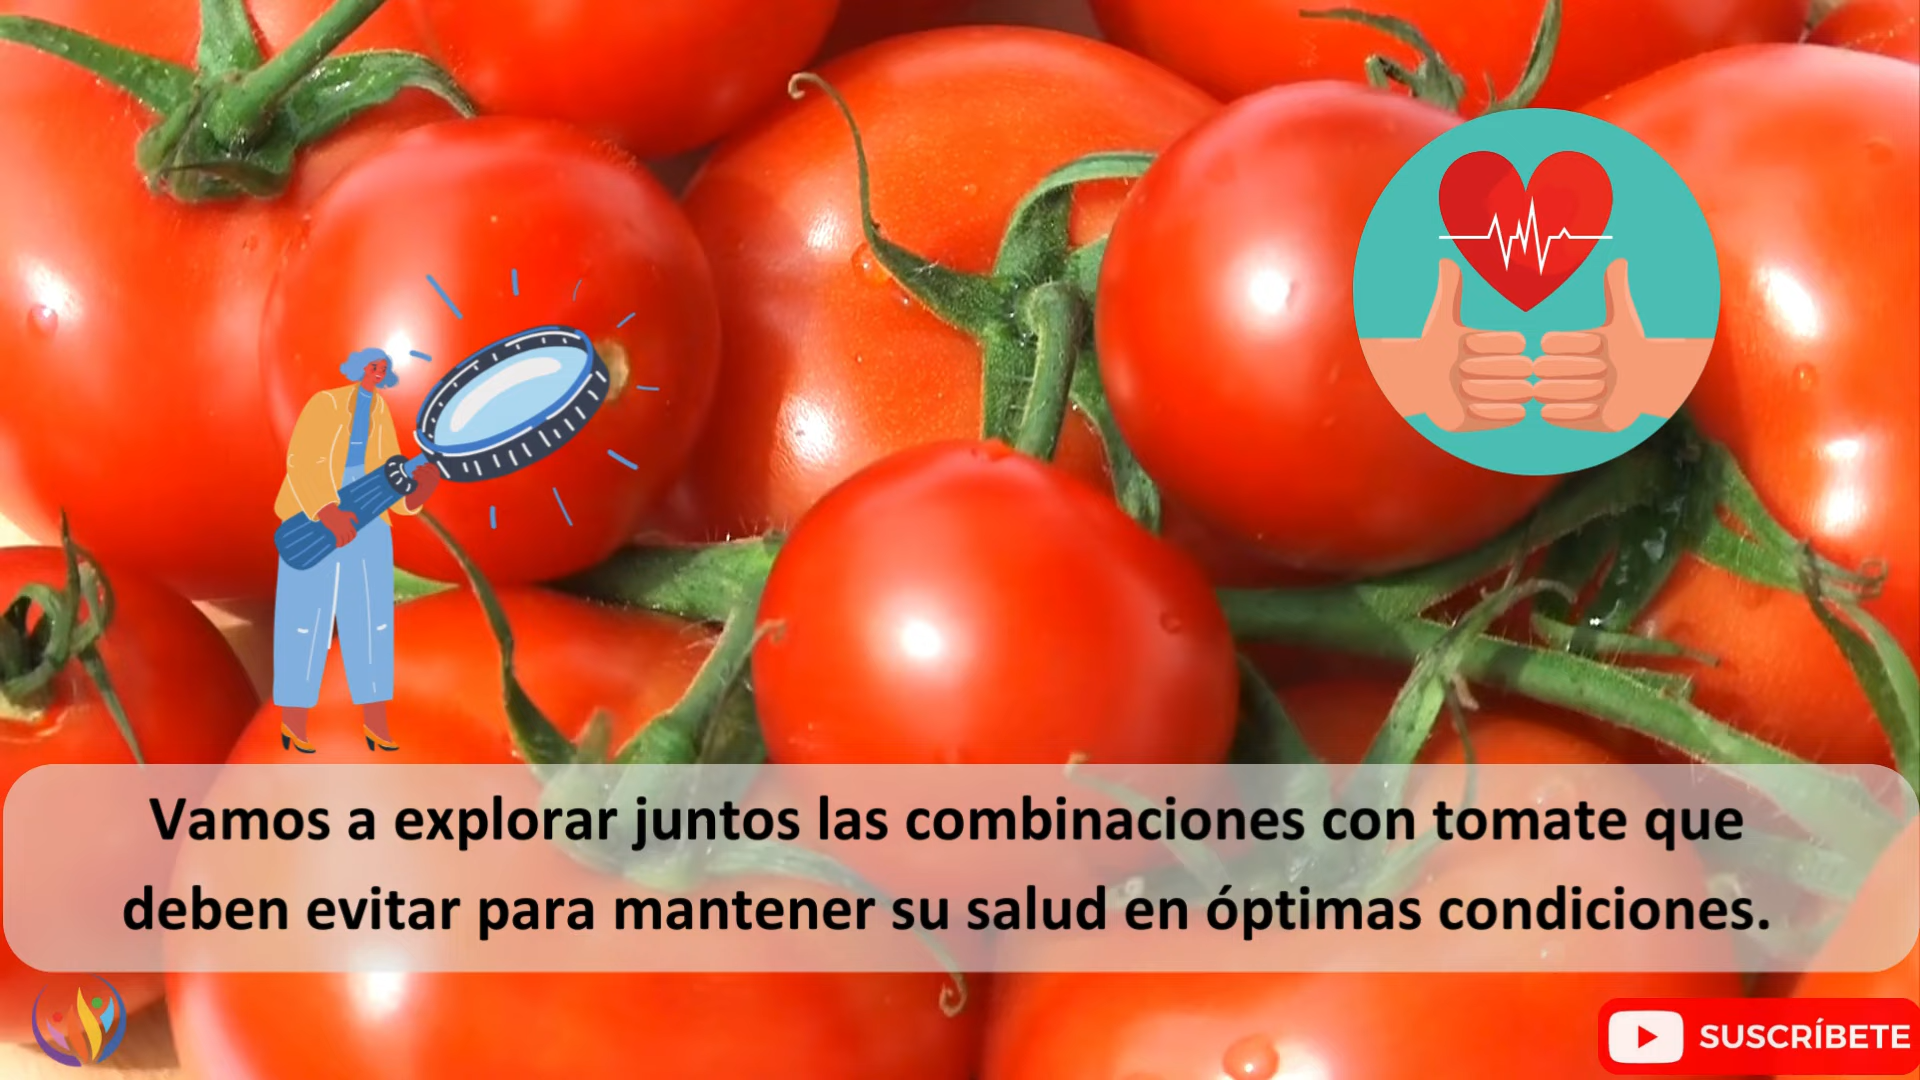 Vamos a explorar juntos las combinaciones con tomate que
deben evitar para mantener su salud en óptimas condiciones.
SUSCRÍBETE